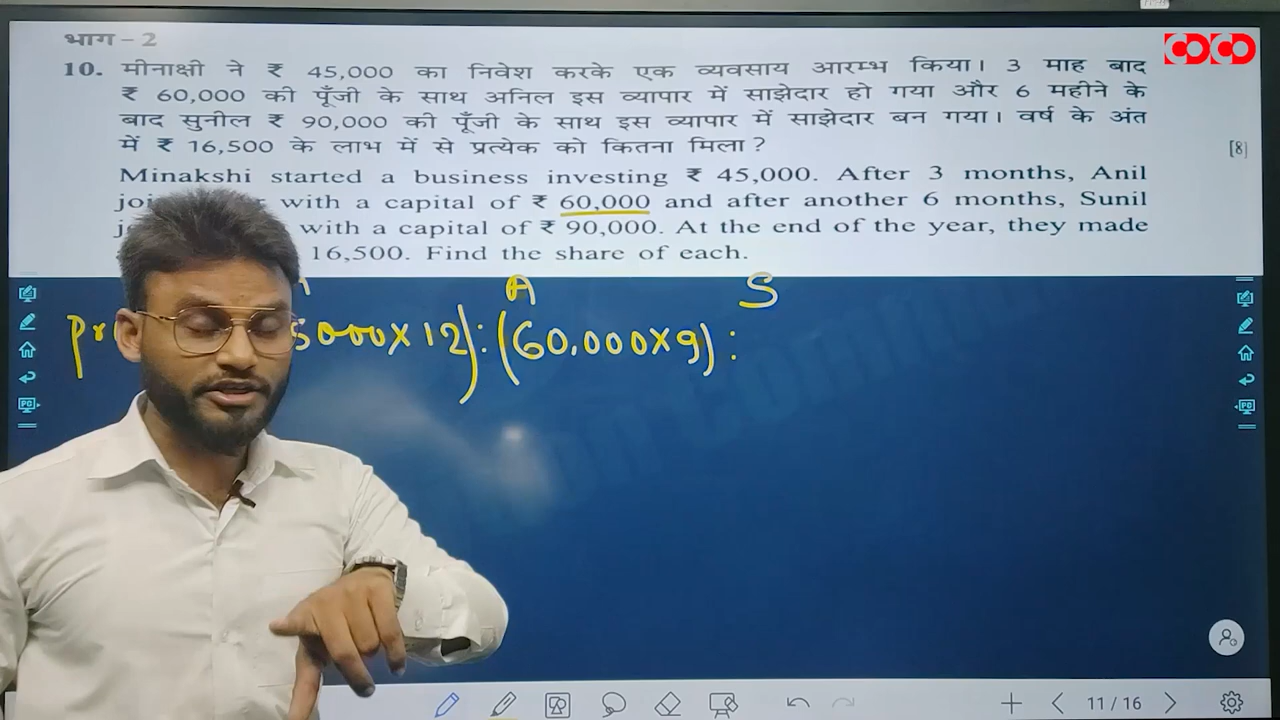 भाग – 2
10. मीनाक्षी ने ₹ 45,000 का निवेश करके एक व्यवसाय आरम्भ किया। 3 माह बाद
₹ 60,000 की पूँजी के साथ अनिल इस व्यापार में साझेदार हो गया और 6 महीने के
बाद सुनील ₹ 90,000 की पूँजी के साथ इस व्यापार में साझेदार बन गया। वर्ष के अंत
में ₹ 16,500 के लाभ में से प्रत्येक को कितना मिला ?
[8]
Minakshi started a business investing ₹ 45,000. After 3 months, Anil
with a capital of ₹ 60,000 and after another 6 months, Sunil
with a capital of ₹ 90,000. At the end of the year, they made
16,500. Find the share of each.
A S
5000×12):(60,000×9):
11 / 16